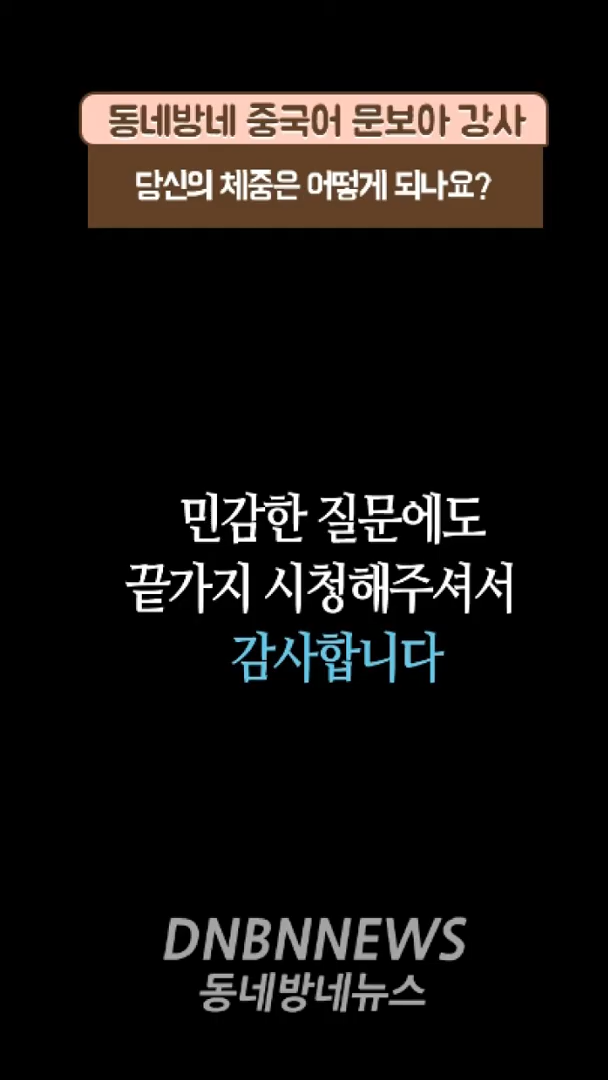 동네방네 중국어 문보아 강사
당신의 체중은 어떻게 되나요?
민감한 질문에도
끝가지 시청해주셔서
감사합니다
DNBNNEWS
동네방네뉴스